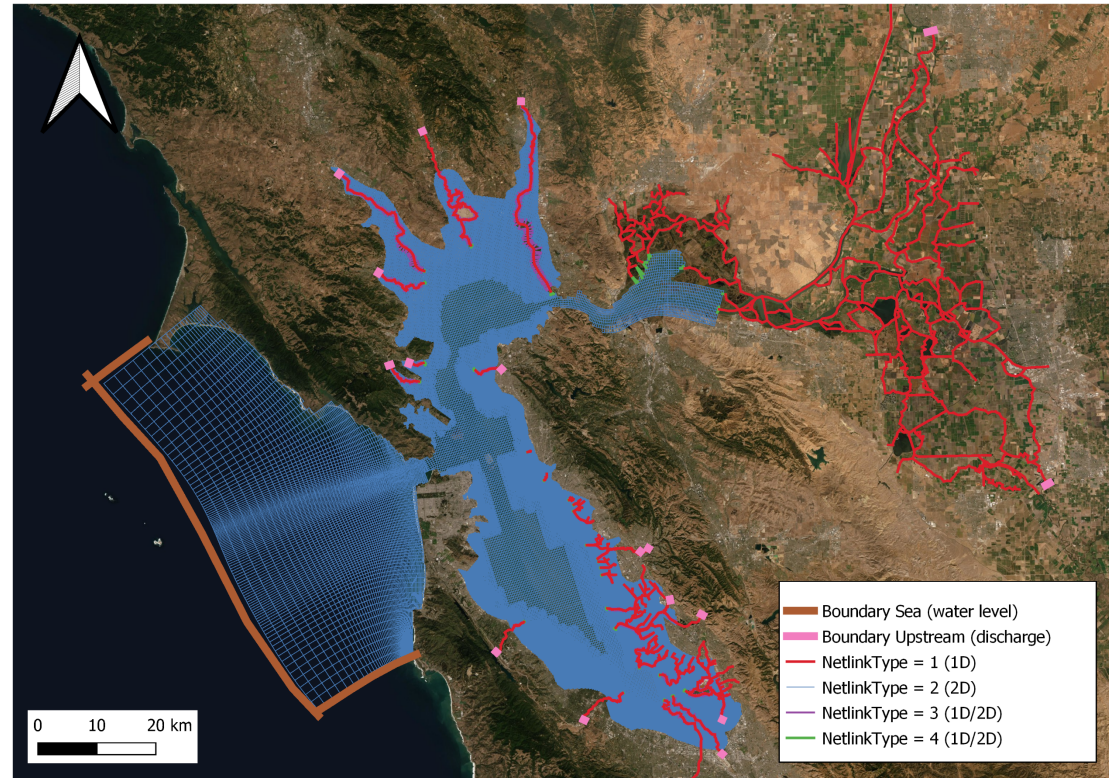 Boundary Sea (water level)
Boundary Upstream (discharge)
NetlinkType = 1 (1D)
NetlinkType = 2 (2D)
NetlinkType = 3 (1D/2D)
NetlinkType = 4 (1D/2D)
0 10 20 km